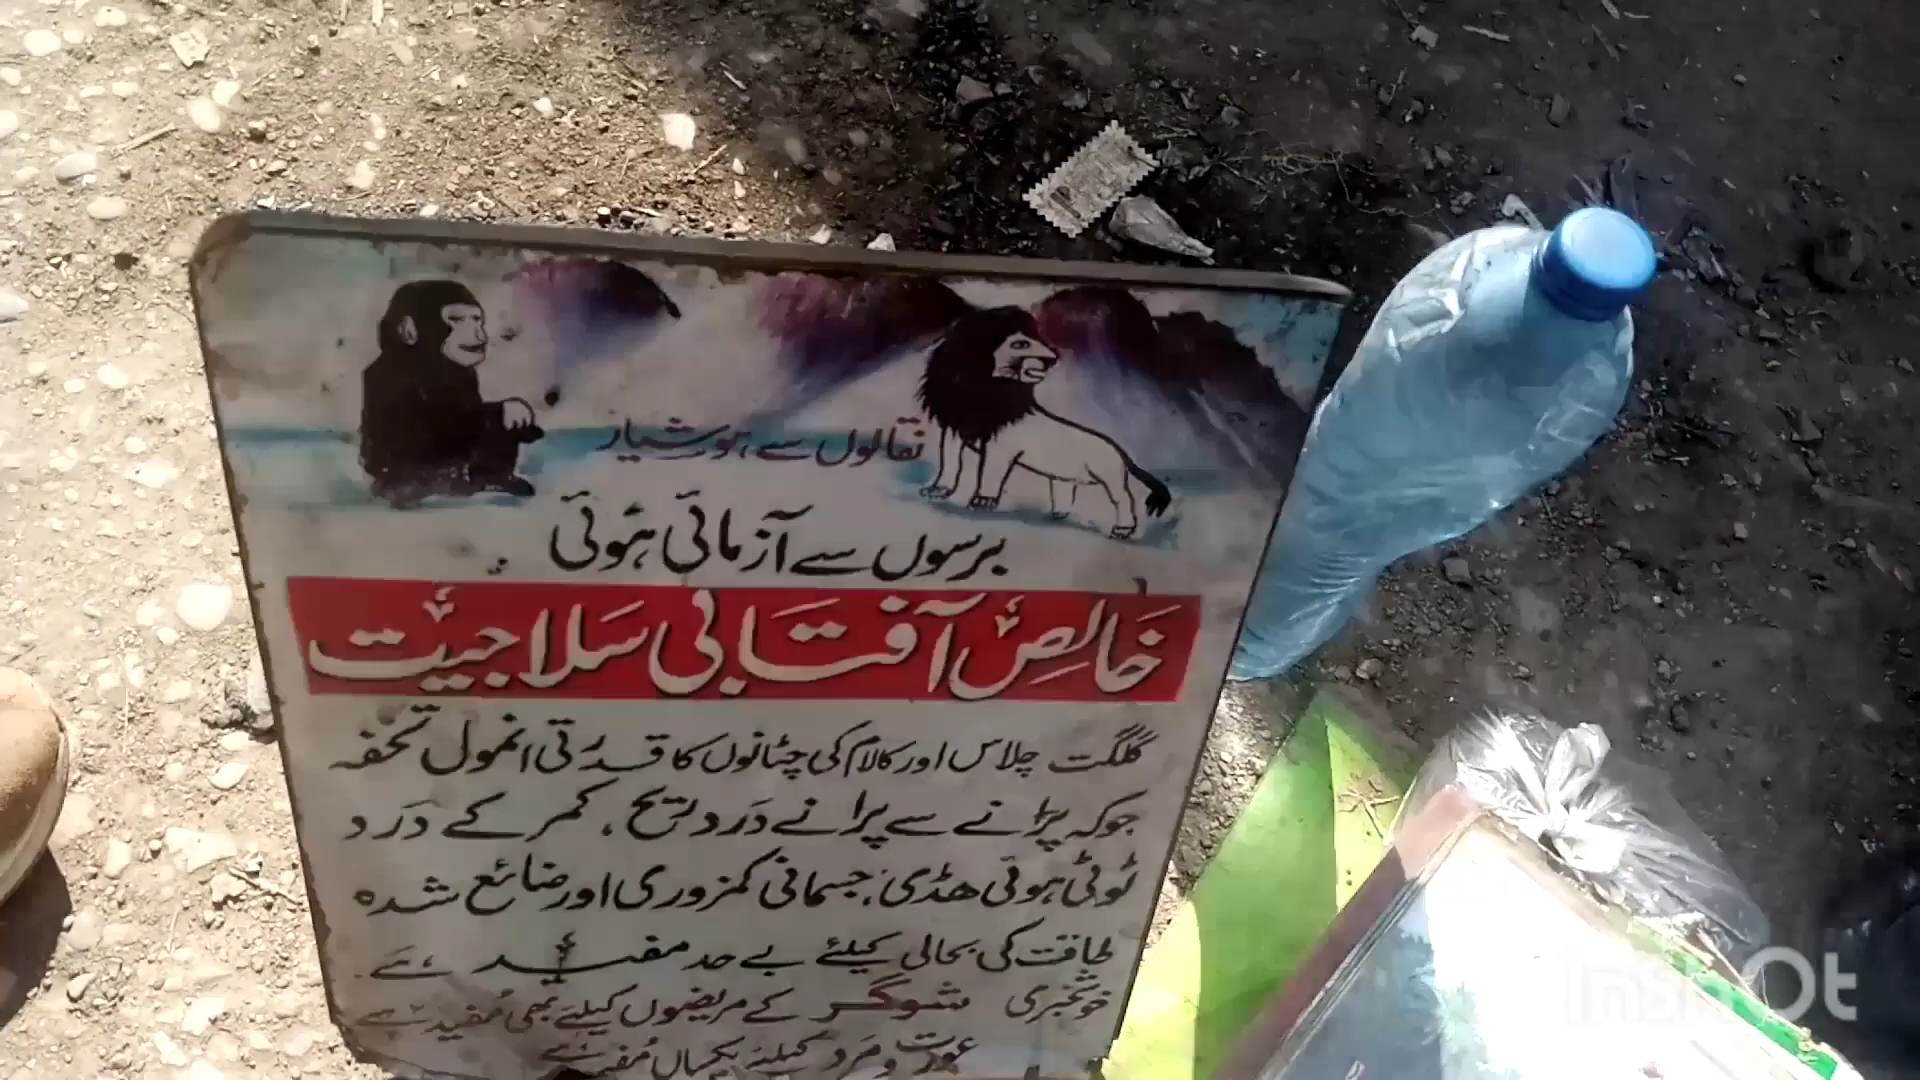 نقالوں سے ہوشیار
برسوں سے آزمائی ہوئی
خالص آفتابی سلاجیت
گلگت چلاس اور کالام کی چٹانوں کا قدرتی انمول تحفہ
جوکہ پرانے سے پرانے درد ریح، کمر کے درد
ٹوٹی ہوئی ھڈی، جسمانی کمزوری اور ضائع شدہ
طاقت کی بحالی کیلئے بے حد مفید ہے
خوشخبری شوگر کے مریضوں کیلئے بھی مفید ہے
عورت و مرد کیلئے یکساں مفید ہے
InShOt